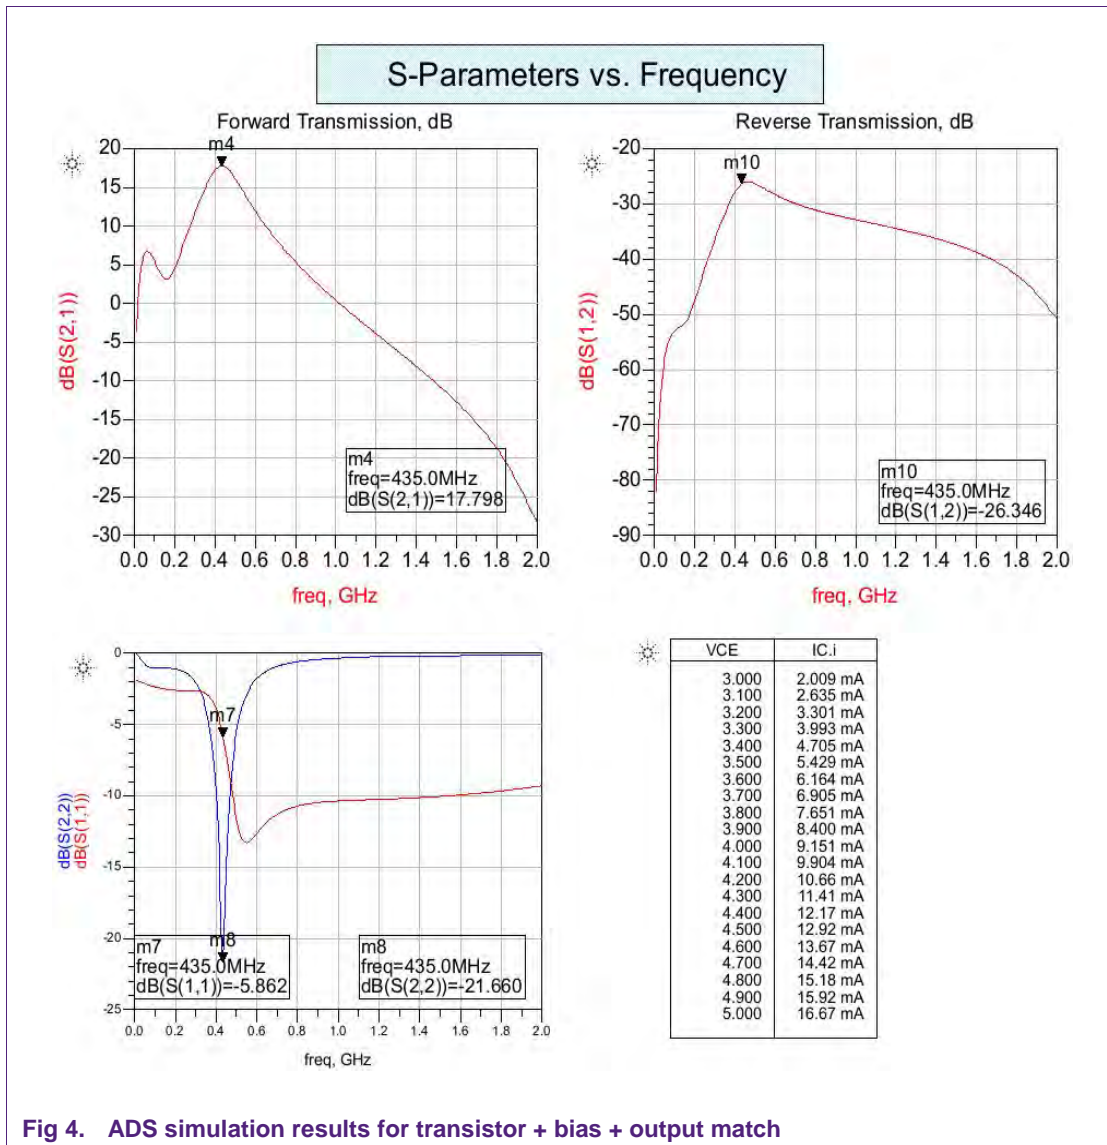 S-Parameters vs. Frequency
Forward Transmission, dB
m4
20
15
10
5
0
-5
-10
-15
-20
-25
-30
dB(S(2,1))
0.0 0.2 0.4 0.6 0.8 1.0 1.2 1.4 1.6 1.8 2.0
freq, GHz
m4
freq=435.0MHz
dB(S(2,1))=17.798
Reverse Transmission, dB
m10
-20
-30
-40
-50
-60
-70
-80
-90
dB(S(1,2))
0.0 0.2 0.4 0.6 0.8 1.0 1.2 1.4 1.6 1.8 2.0
freq, GHz
m10
freq=435.0MHz
dB(S(1,2))=-26.346
0
-5
-10
-15
-20
-25
dB(S(2,2))
dB(S(1,1))
m7
m8
m7
freq=435.0MHz
dB(S(1,1))=-5.862
m8
freq=435.0MHz
dB(S(2,2))=-21.660
0.0 0.2 0.4 0.6 0.8 1.0 1.2 1.4 1.6 1.8 2.0
freq, GHz
VCE IC.i
3.000 2.009 mA
3.100 2.635 mA
3.200 3.301 mA
3.300 3.993 mA
3.400 4.705 mA
3.500 5.429 mA
3.600 6.164 mA
3.700 6.905 mA
3.800 7.651 mA
3.900 8.400 mA
4.000 9.151 mA
4.100 9.904 mA
4.200 10.66 mA
4.300 11.41 mA
4.400 12.17 mA
4.500 12.92 mA
4.600 13.67 mA
4.700 14.42 mA
4.800 15.18 mA
4.900 15.92 mA
5.000 16.67 mA
Fig 4. ADS simulation results for transistor + bias + output match